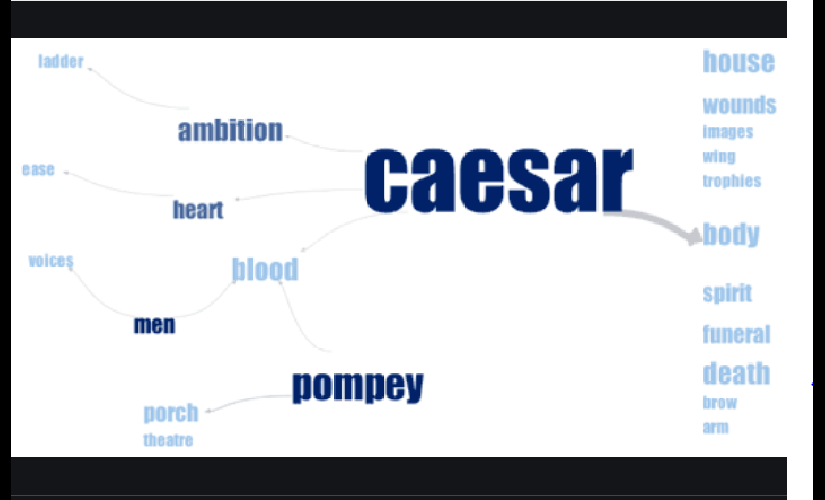 ladder
ambition
ease
heart
voices
blood
men
pompey
porch
theatre
caesar
house
wounds
images
wing
trophies
body
spirit
funeral
death
brow
arm